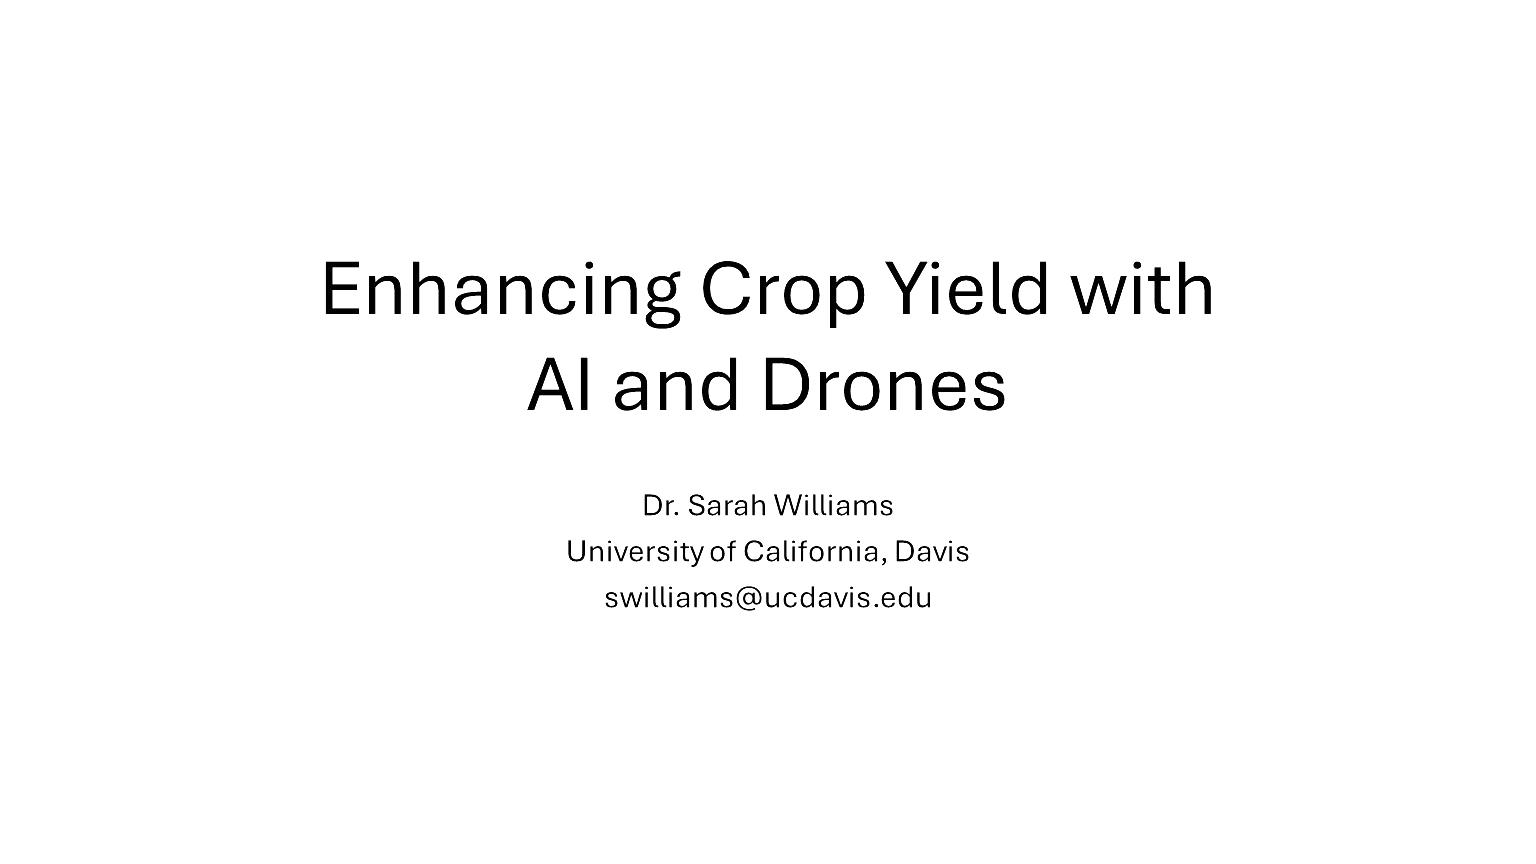 Enhancing Crop Yield with
AI and Drones
Dr. Sarah Williams
University of California, Davis
swilliams@ucdavis.edu